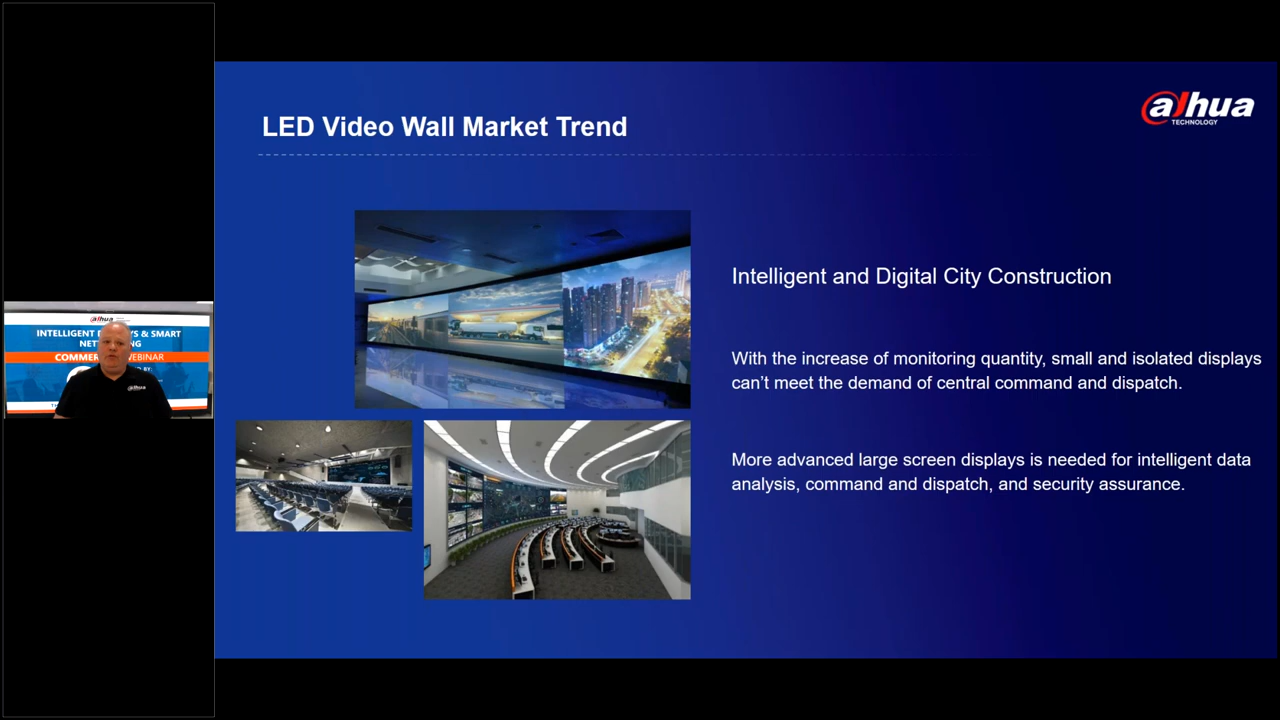 LED Video Wall Market Trend
alhua
TECHNOLOGY
Intelligent and Digital City Construction
With the increase of monitoring quantity, small and isolated displays
can’t meet the demand of central command and dispatch.
More advanced large screen displays is needed for intelligent data
analysis, command and dispatch, and security assurance.
alhua
INTELLIGENT & SMART
COMMER WEBINAR
alhua